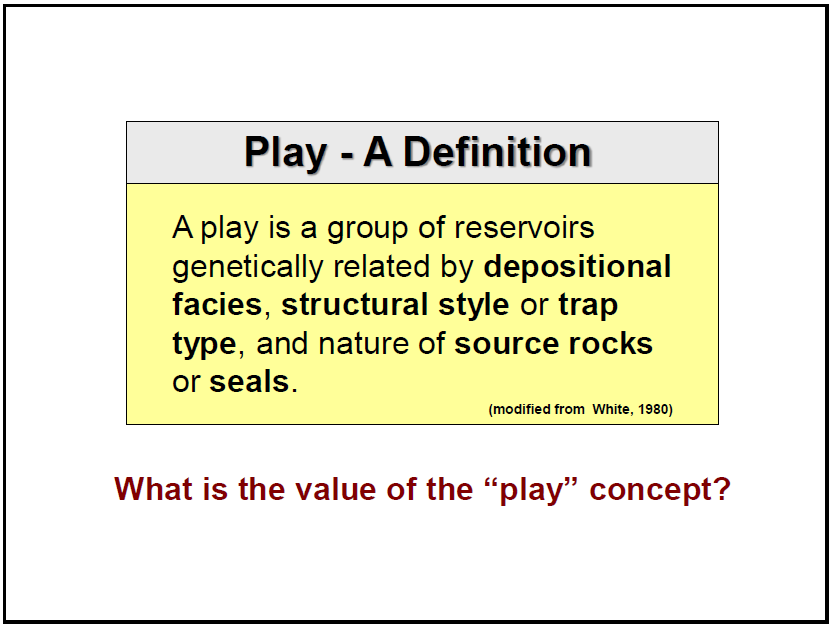 Play - A Definition
A play is a group of reservoirs
genetically related by depositional
facies, structural style or trap
type, and nature of source rocks
or seals.
(modified from White, 1980)
What is the value of the “play” concept?